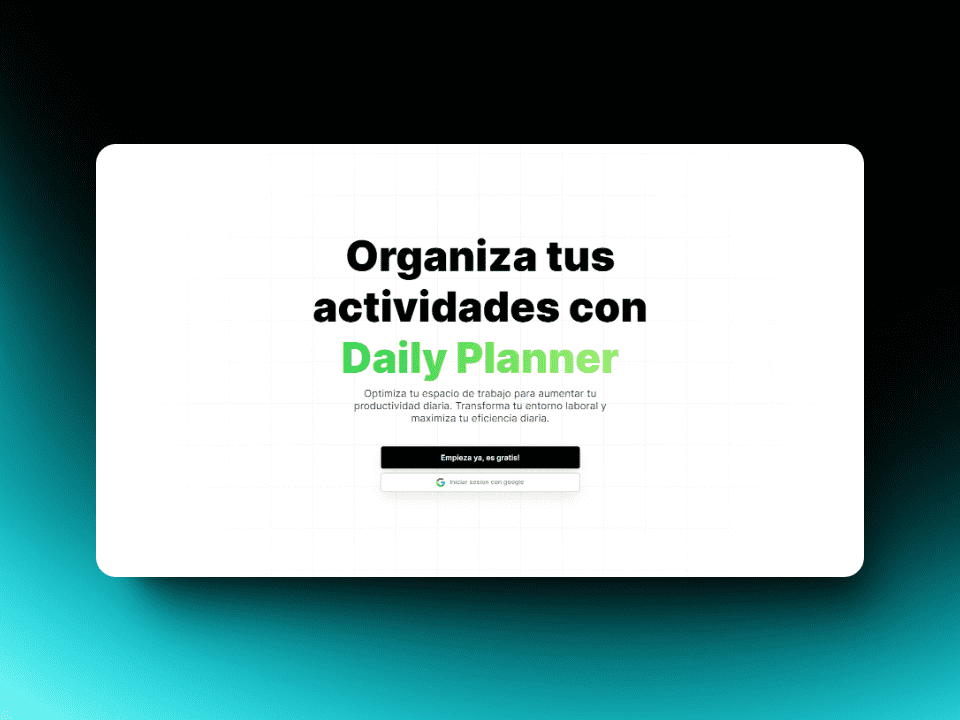 Organiza tus
actividades con
Daily Planner
Optimiza tu espacio de trabajo para aumentar tu
productividad diaria. Transforma tu entorno laboral y
maximiza tu eficiencia diaria.
Empieza ya, es gratis!
Iniciar sesion con google